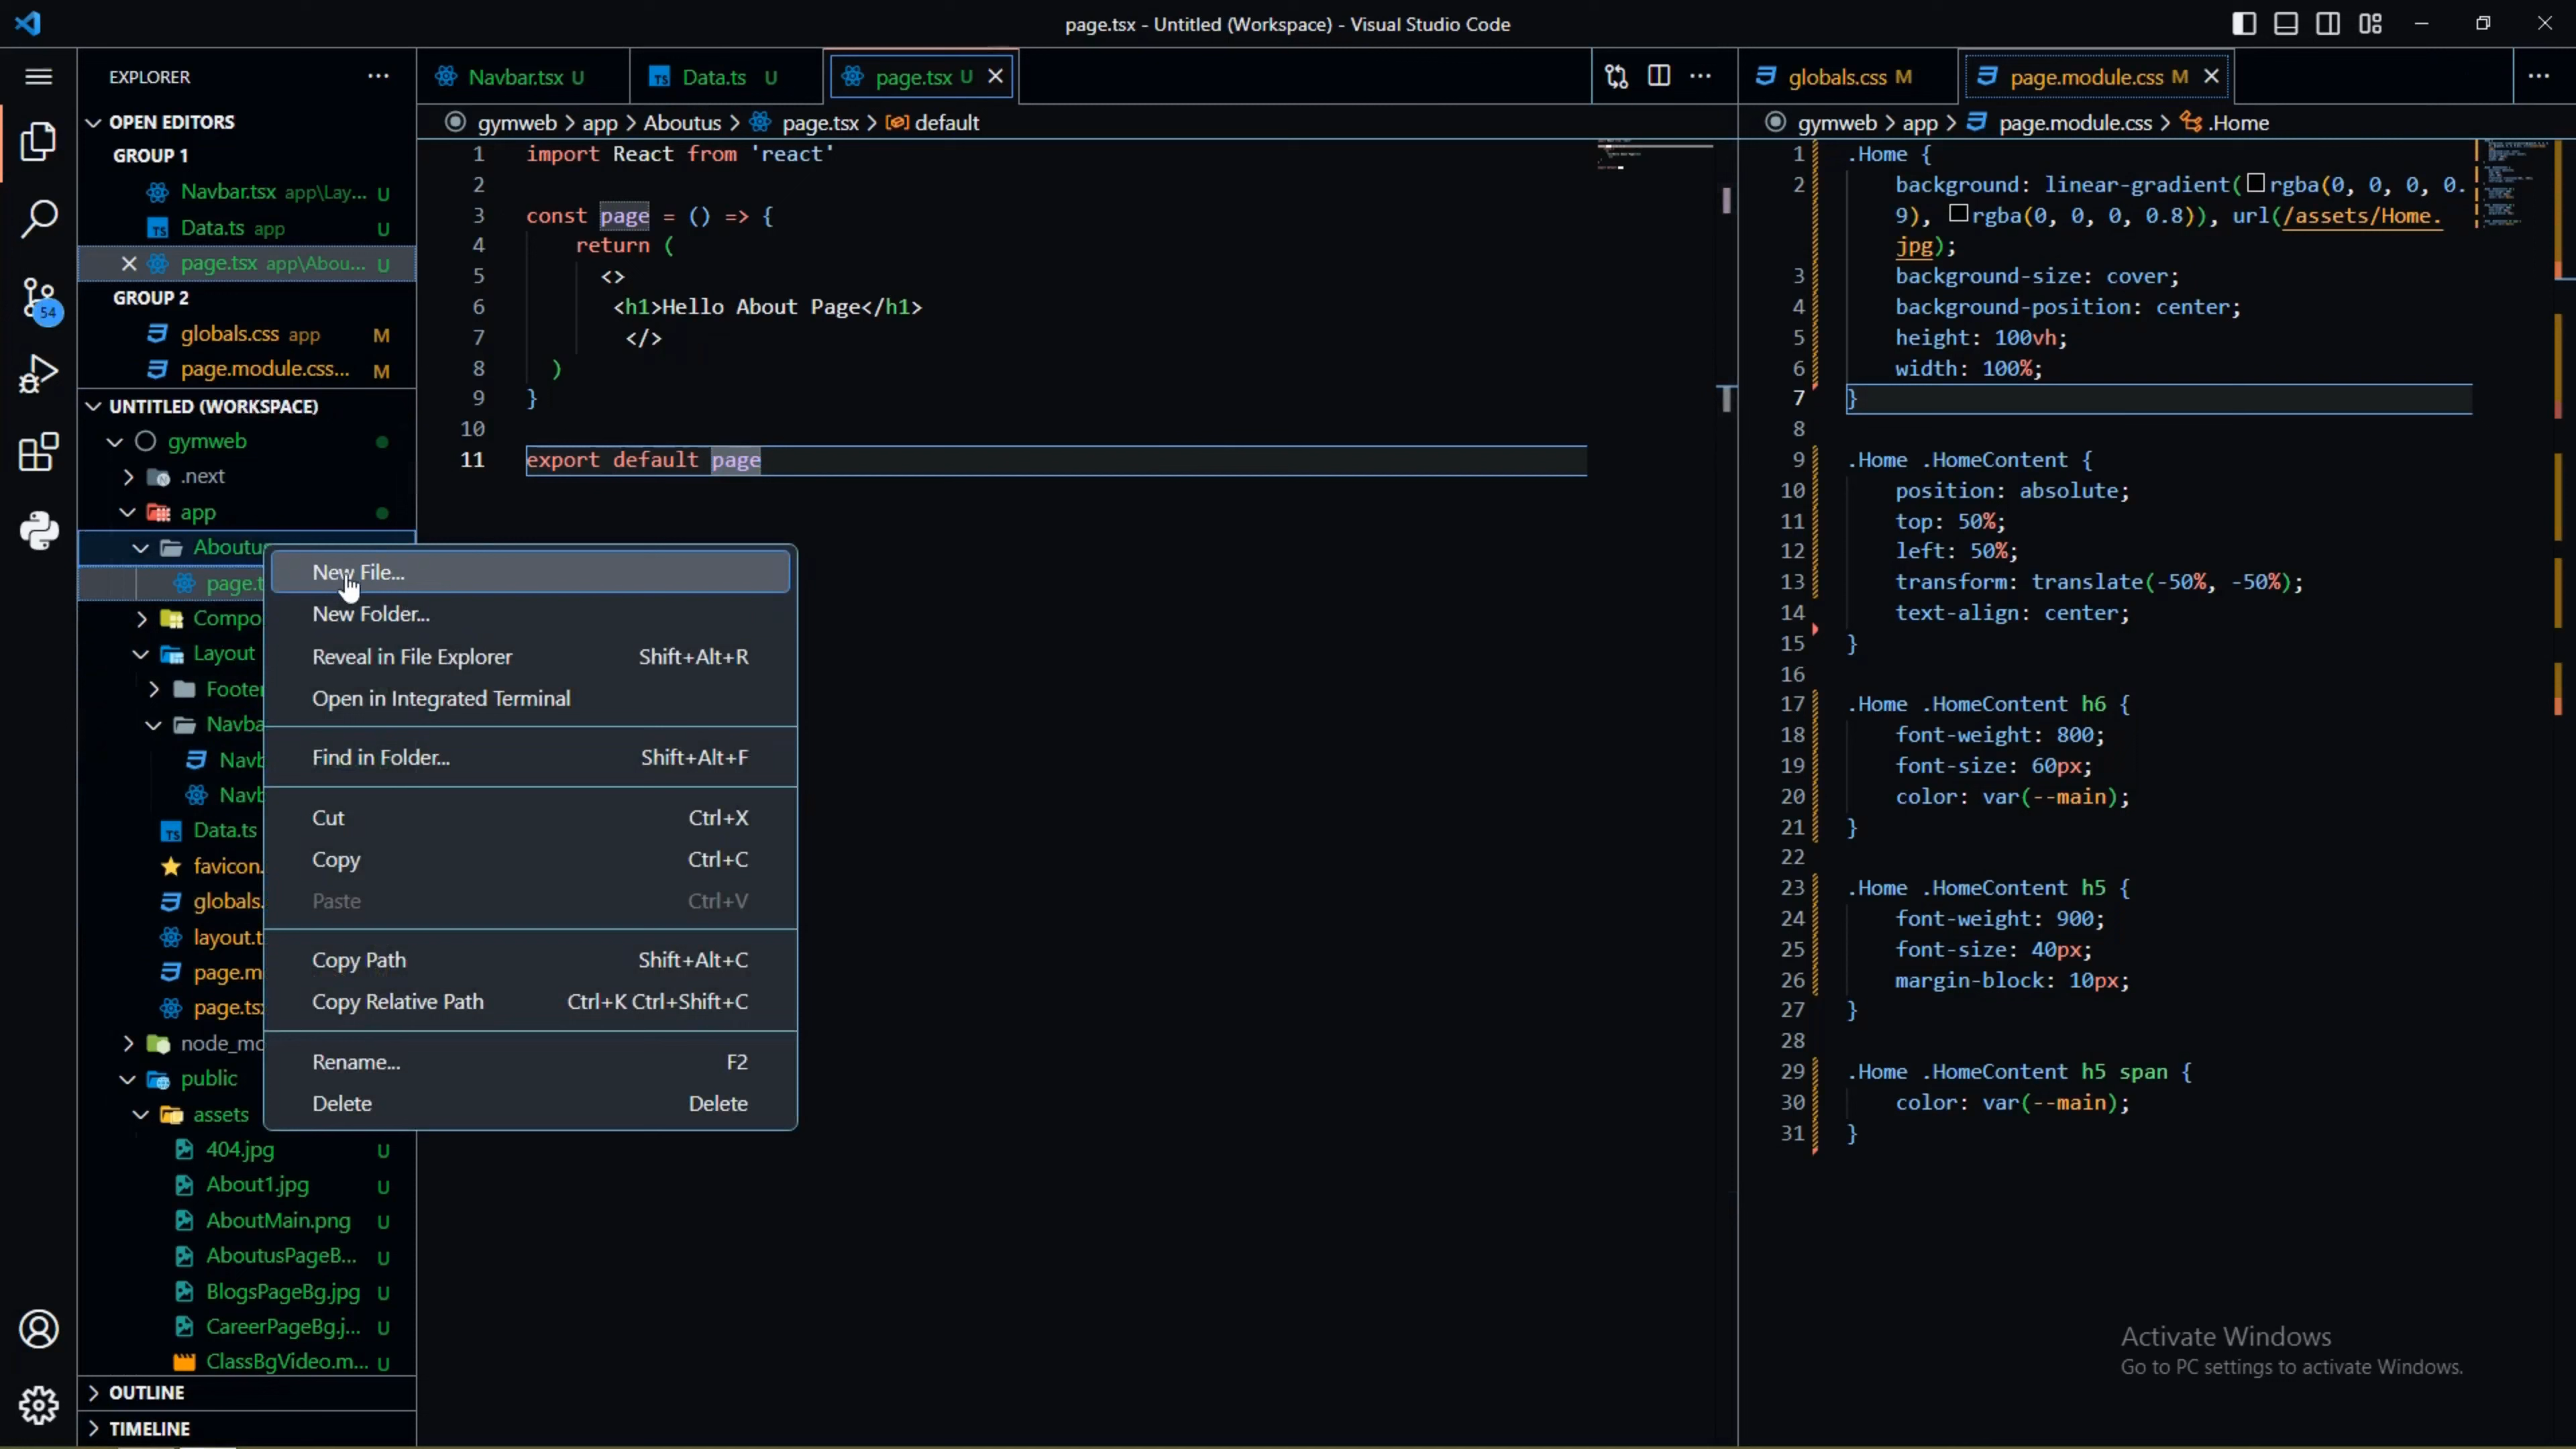 page.tsx - Untitled (Workspace) - Visual Studio Code
EXPLORER
OPEN EDITORS
GROUP 1
Navbar.tsx app\Lay... U
TS Data.ts app U
page.tsx app\Abou... U
GROUP 2
globals.css app M
page.module.css... M
54
UNTITLED (WORKSPACE)
gymweb
.next
app
Aboutus
page.t
Compo
Layout
Footer
Navba
Navb
Navb
TS Data.ts
favicon.
globals.
layout.t
page.m
page.ts
node_mo
public
assets
404.jpg U
About1.jpg U
AboutMain.png U
AboutusPageB... U
BlogsPageBg.jpg U
CareerPageBg.j... U
ClassBgVideo.m... U
OUTLINE
TIMELINE
New File...
New Folder...
Reveal in File Explorer Shift+Alt+R
Open in Integrated Terminal
Find in Folder... Shift+Alt+F
Cut Ctrl+X
Copy Ctrl+C
Paste Ctrl+V
Copy Path Shift+Alt+C
Copy Relative Path Ctrl+K Ctrl+Shift+C
Rename... F2
Delete Delete
Navbar.tsx U TS Data.ts U page.tsx U
gymweb > app > Aboutus > page.tsx > default
1 import React from 'react'
2
3 const page = () => {
4 return (
5 <>
6 <h1>Hello About Page</h1>
7 </>
8 )
9 }
10
11 export default page
globals.css M page.module.css M
gymweb > app > page.module.css > .Home
1 .Home {
2 background: linear-gradient(rgba(0, 0, 0, 0.
9), rgba(0, 0, 0, 0.8)), url(/assets/Home.
jpg);
3 background-size: cover;
4 background-position: center;
5 height: 100vh;
6 width: 100%;
7 }
8
9 .Home .HomeContent {
10 position: absolute;
11 top: 50%;
12 left: 50%;
13 transform: translate(-50%, -50%);
14 text-align: center;
15 }
16
17 .Home .HomeContent h6 {
18 font-weight: 800;
19 font-size: 60px;
20 color: var(--main);
21 }
22
23 .Home .HomeContent h5 {
24 font-weight: 900;
25 font-size: 40px;
26 margin-block: 10px;
27 }
28
29 .Home .HomeContent h5 span {
30 color: var(--main);
31 }
Activate Windows
Go to PC settings to activate Windows.